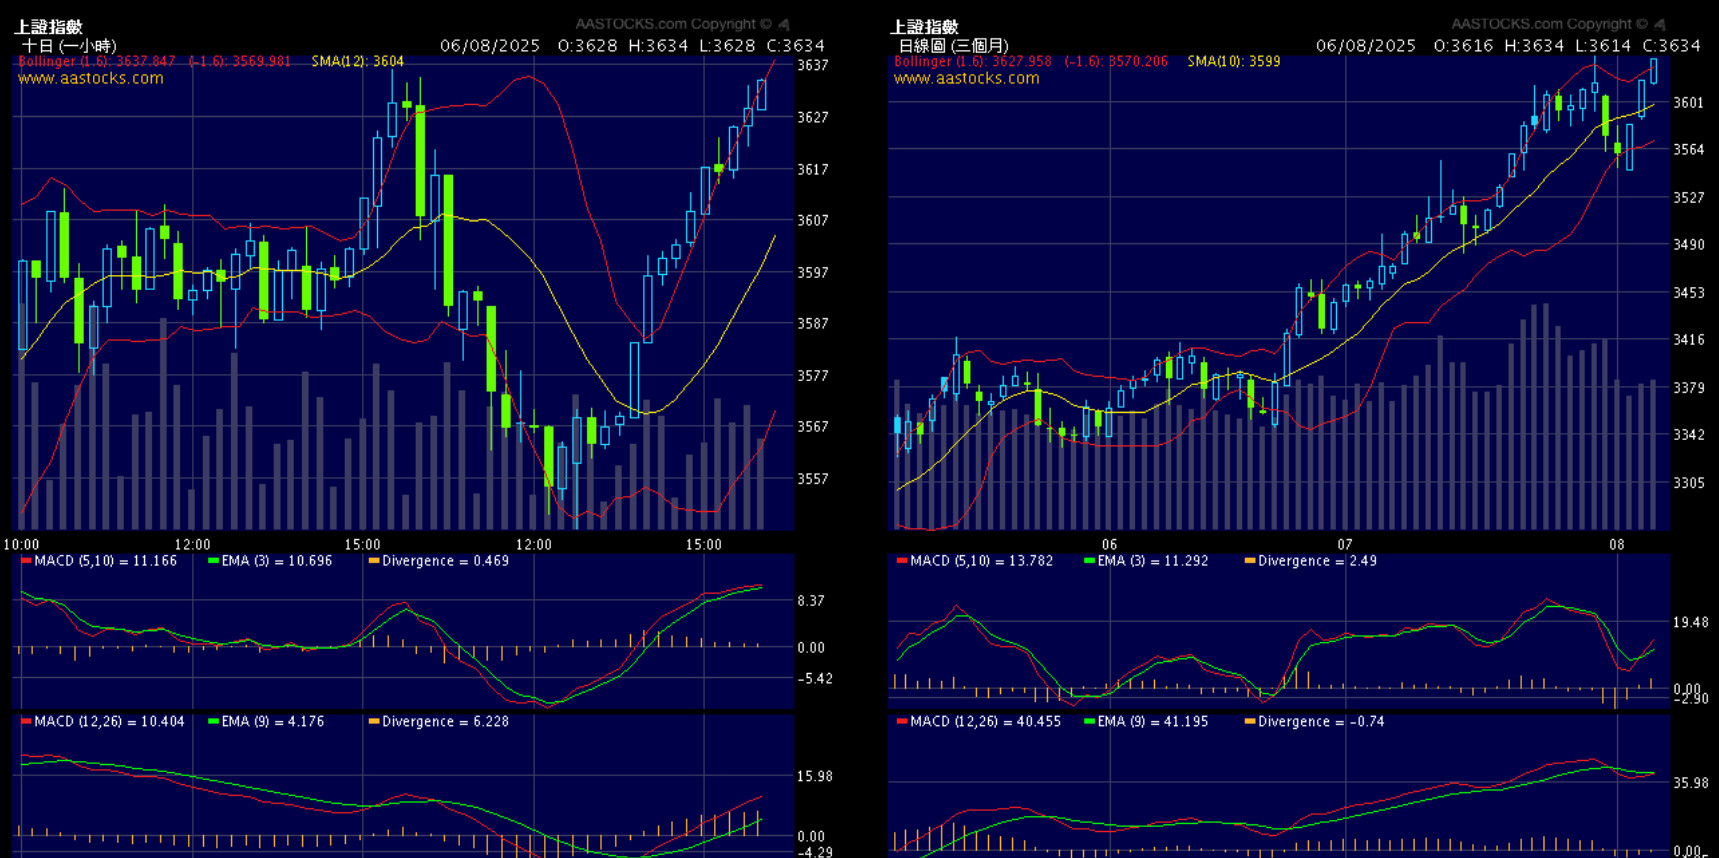 上證指數
AASTOCKS.com Copyright ©
十日 (一小時)
06/08/2025 O:3628 H:3634 L:3628 C:3634
Bollinger (1.6): 3637.847 (-1.6): 3569.981 SMA(12): 3604
www.aastocks.com
3637
3627
3617
3607
3597
3587
3577
3567
3557
10:00 12:00 15:00 12:00 15:00
MACD (5,10) = 11.166 EMA (3) = 10.696 Divergence = 0.469
8.37
0.00
-5.42
MACD (12,26) = 10.404 EMA (9) = 4.176 Divergence = 6.228
15.98
0.00
-4.29
上證指數
AASTOCKS.com Copyright ©
日線圖 (三個月)
06/08/2025 O:3616 H:3634 L:3614 C:3634
Bollinger (1.6): 3627.958 (-1.6): 3570.206 SMA(10): 3599
www.aastocks.com
3601
3564
3527
3490
3453
3416
3379
3342
3305
06 07 08
MACD (5,10) = 13.782 EMA (3) = 11.292 Divergence = 2.49
19.48
0.00
-2.90
MACD (12,26) = 40.455 EMA (9) = 41.195 Divergence = -0.74
35.98
0.00